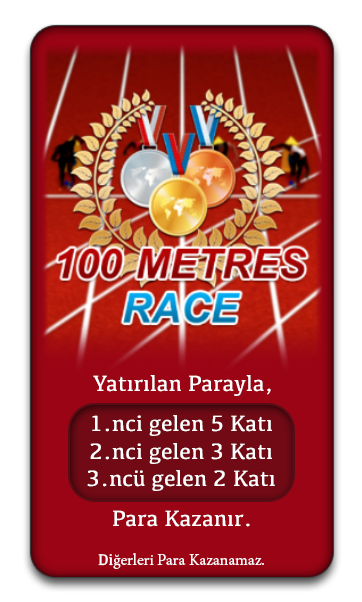 100 METRES
RACE
Yatırılan Parayla,
1.nci gelen 5 Katı
2.nci gelen 3 Katı
3.ncü gelen 2 Katı
Para Kazanır.
Diğerleri Para Kazanamaz.